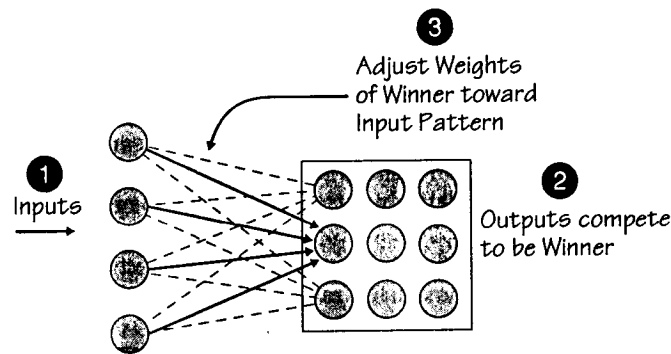 3
Adjust Weights
of Winner toward
Input Pattern
1
Inputs
2
Outputs compete
to be Winner